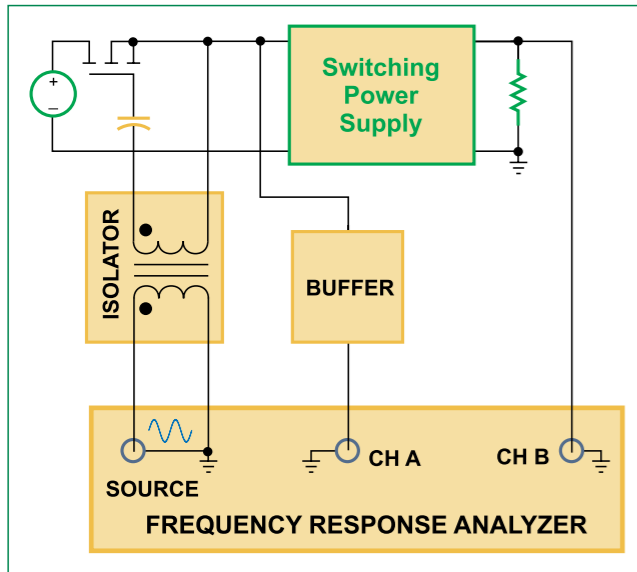 Switching
Power
Supply
+
−
ISOLATOR
BUFFER
SOURCE
CH A
CH B
FREQUENCY RESPONSE ANALYZER